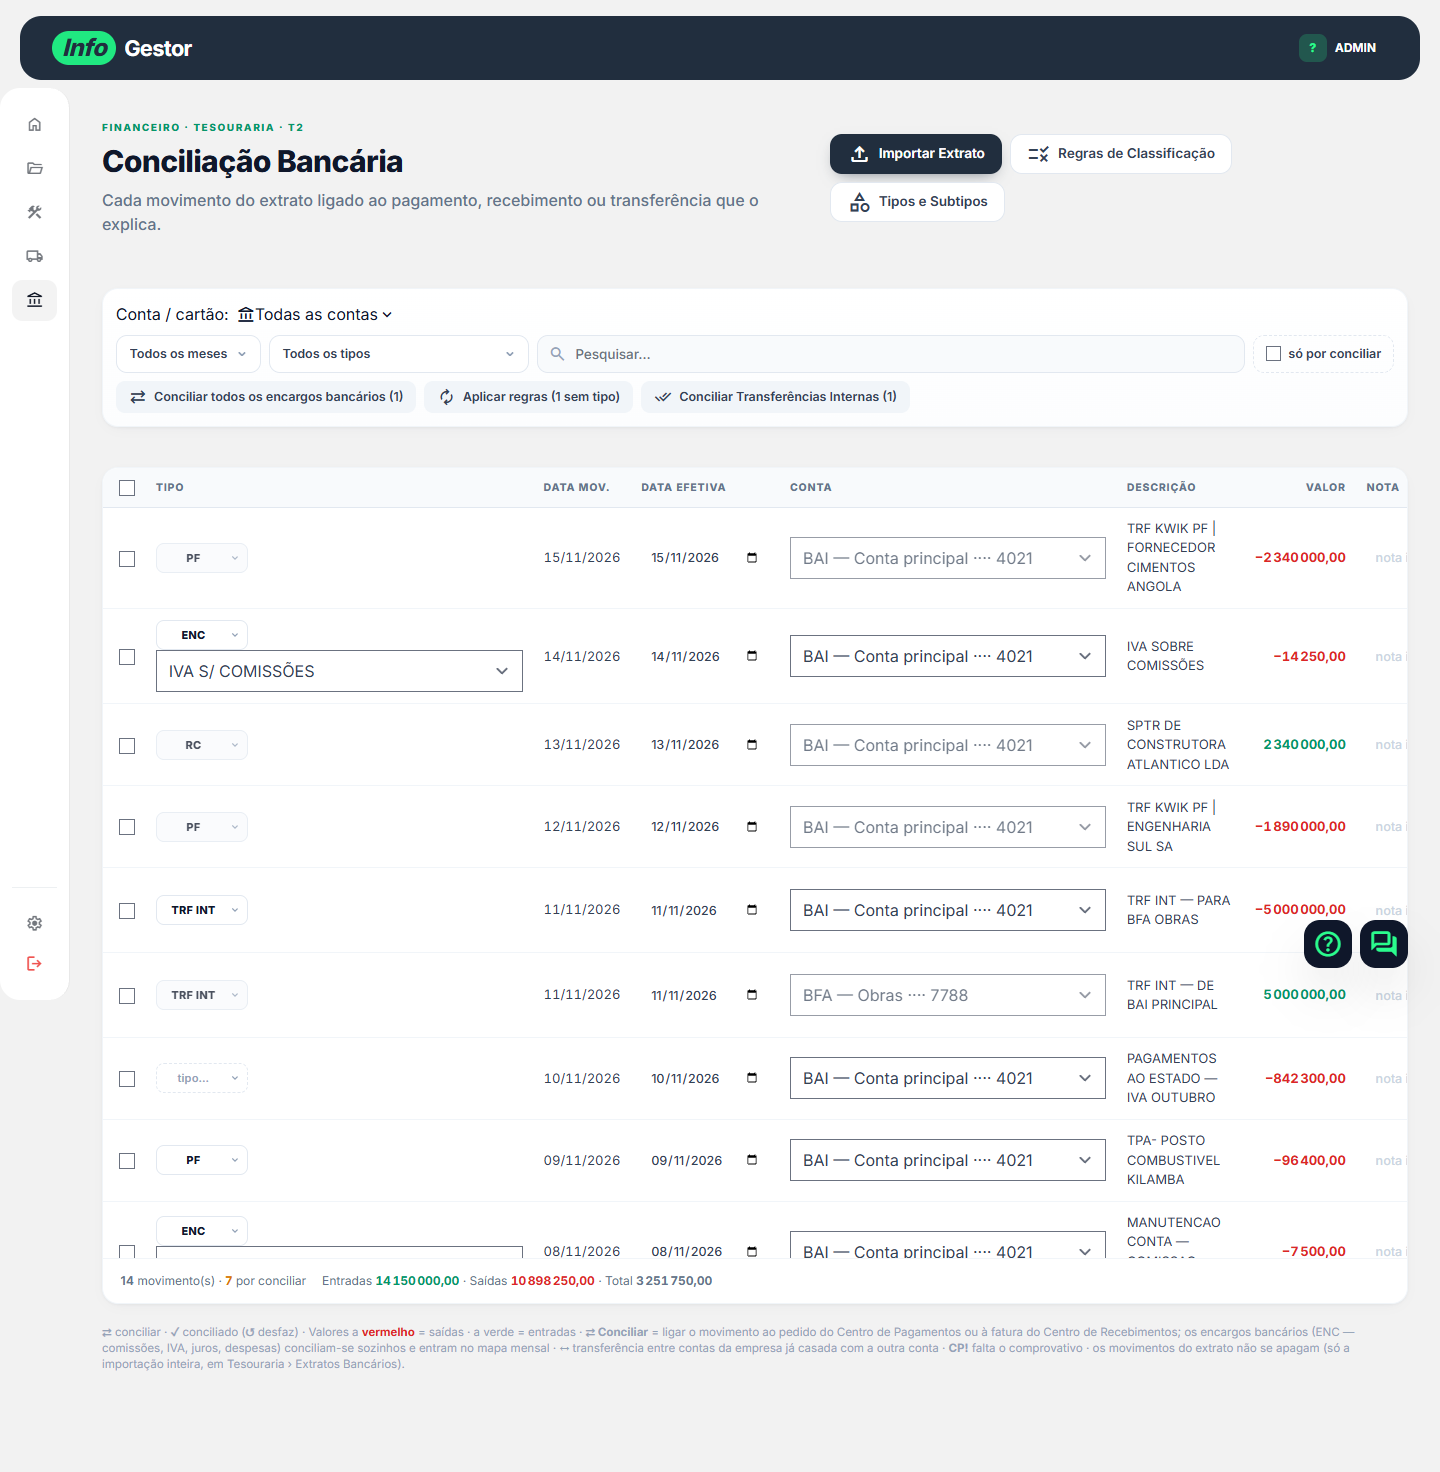 Info Gestor
? ADMIN
FINANCEIRO · TESOURARIA · T2
Conciliação Bancária
Cada movimento do extrato ligado ao pagamento, recebimento ou transferência que o
explica.
Importar Extrato
Regras de Classificação
Tipos e Subtipos
Conta / cartão: Todas as contas
Todos os meses
Todos os tipos
Pesquisar...
só por conciliar
Conciliar todos os encargos bancários (1)
Aplicar regras (1 sem tipo)
Conciliar Transferências Internas (1)
TIPO DATA MOV. DATA EFETIVA CONTA DESCRIÇÃO VALOR NOTA
PF 15/11/2026 15/11/2026 BAI — Conta principal ···· 4021
TRF KWIK PF |
FORNECEDOR
CIMENTOS
ANGOLA
−2 340 000,00 nota
ENC
IVA S/ COMISSÕES
14/11/2026 14/11/2026 BAI — Conta principal ···· 4021
IVA SOBRE
COMISSÕES
−14 250,00 nota
RC 13/11/2026 13/11/2026 BAI — Conta principal ···· 4021
SPTR DE
CONSTRUTORA
ATLANTICO LDA
2 340 000,00 nota
PF 12/11/2026 12/11/2026 BAI — Conta principal ···· 4021
TRF KWIK PF |
ENGENHARIA
SUL SA
−1 890 000,00 nota
TRF INT 11/11/2026 11/11/2026 BAI — Conta principal ···· 4021
TRF INT — PARA
BFA OBRAS
−5 000 000,00 nota
TRF INT 11/11/2026 11/11/2026 BFA — Obras ···· 7788
TRF INT — DE
BAI PRINCIPAL
5 000 000,00 nota
tipo... 10/11/2026 10/11/2026 BAI — Conta principal ···· 4021
PAGAMENTOS
AO ESTADO —
IVA OUTUBRO
−842 300,00 nota
PF 09/11/2026 09/11/2026 BAI — Conta principal ···· 4021
TPA- POSTO
COMBUSTIVEL
KILAMBA
−96 400,00 nota
ENC
08/11/2026 08/11/2026 BAI — Conta principal ···· 4021
MANUTENCAO
CONTA —
−7 500,00 nota
14 movimento(s) · 7 por conciliar Entradas 14 150 000,00 · Saídas 10 898 250,00 · Total 3 251 750,00
⇄ conciliar · ✓ conciliado (↺ desfaz) · Valores a vermelho = saídas · a verde = entradas · ⇄ Conciliar = ligar o movimento ao pedido do Centro de Pagamentos ou à fatura do Centro de Recebimentos; os encargos bancários (ENC —
comissões, IVA, juros, despesas) conciliam-se sozinhos e entram no mapa mensal · ↔ transferência entre contas da empresa já casada com a outra conta · CP! falta o comprovativo · os movimentos do extrato não se apagam (só a
importação inteira, em Tesouraria › Extratos Bancários).